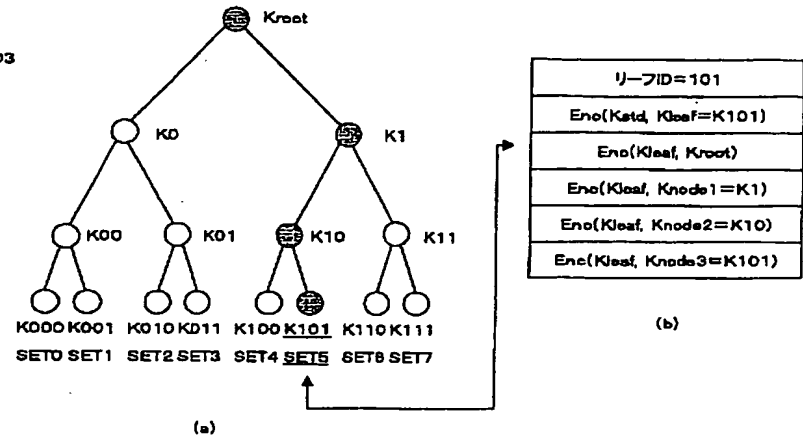 Kroot
03
K0
K1
K00
K01
K10
K11
K000 K001 K010 K011 K100 K101 K110 K111
SET0 SET1 SET2 SET3 SET4 SET5 SET6 SET7
(a)
リーフID=101
Enc(Kstd, Kleaf=K101)
Enc(Kleaf, Kroot)
Enc(Kleaf, Knode1=K1)
Enc(Kleaf, Knode2=K10)
Enc(Kleaf, Knode3=K101)
(b)